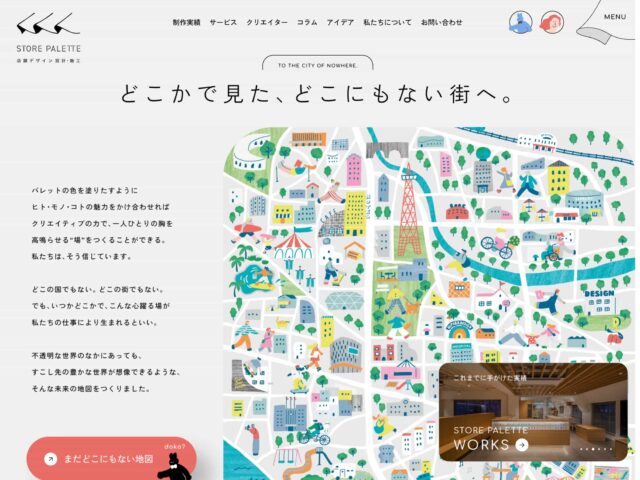 STORE PALETTE
店舗デザイン設計・施工
制作実績 サービス クリエイター コラム アイデア 私たちについて お問い合わせ
MENU
TO THE CITY OF NOWHERE.
どこかで見た、どこにもない街へ。
パレットの色を塗りたすように
ヒト・モノ・コトの魅力をかけ合わせれば
クリエイティブの力で、一人ひとりの胸を
高鳴らせる“場”をつくることができる。
私たちは、そう信じています。
どこの国でもない。どこの街でもない。
でも、いつかどこかで、こんな心躍る場が
私たちの仕事により生まれるといい。
不透明な世界のなかにあっても、
すこし先の豊かな世界が想像できるような、
そんな未来の地図をつくりました。
doko?
まだどこにもない地図
DESIGN
これまでに手がけた実績
STORE PALETTE
WORKS